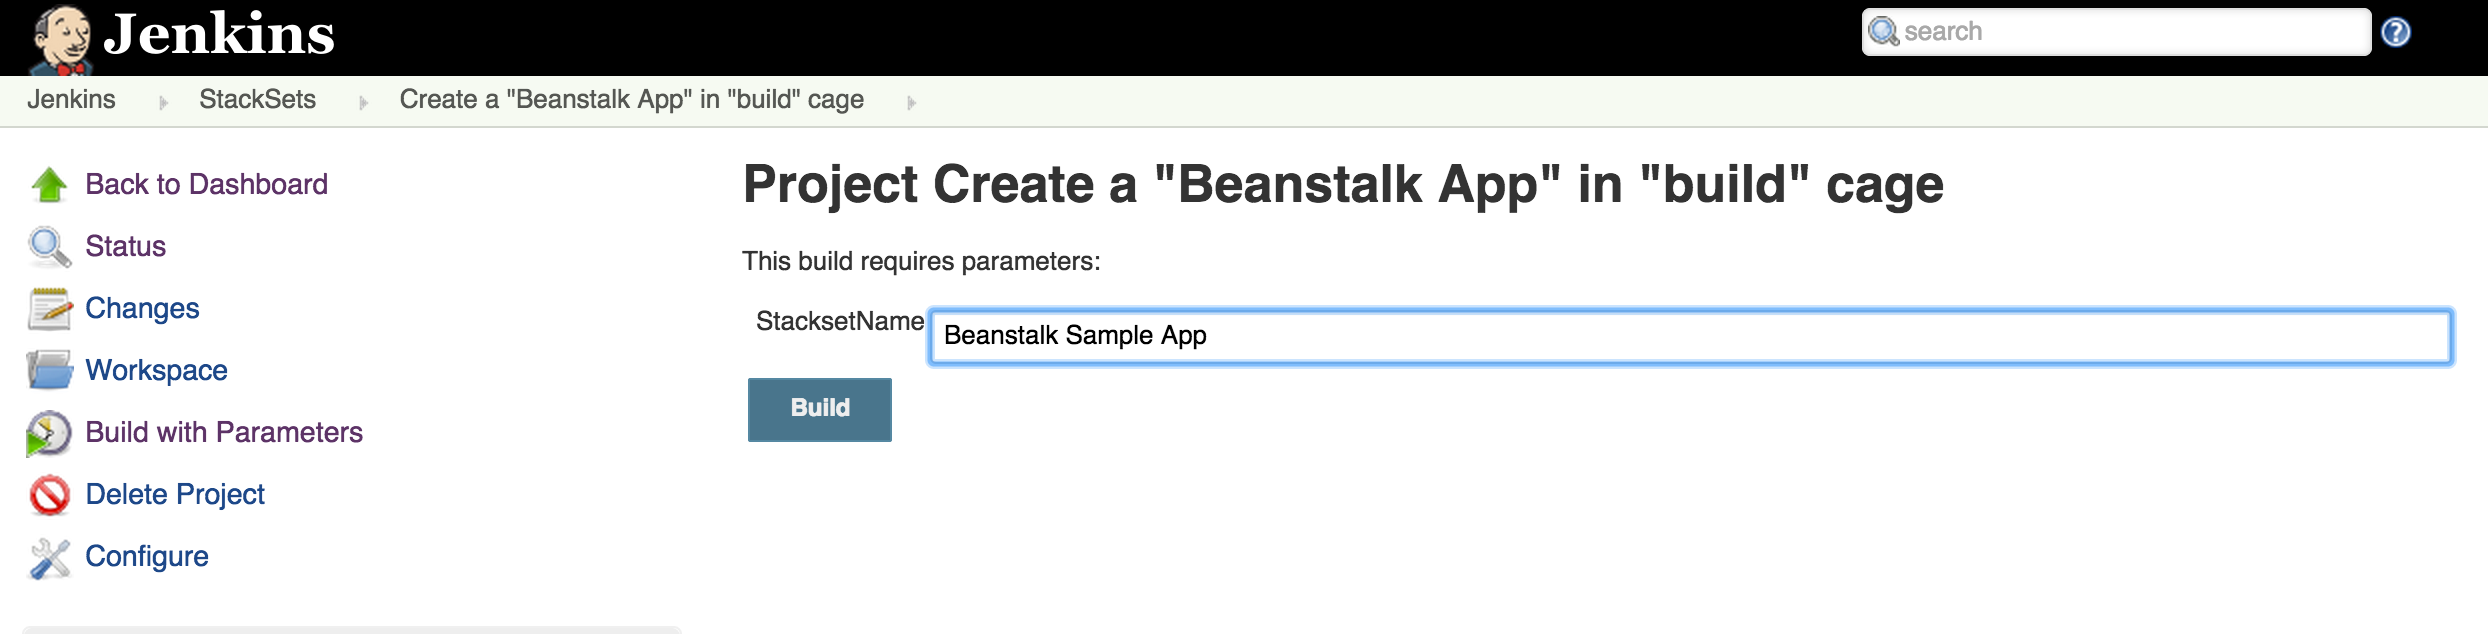 Jenkins
search
Jenkins StackSets Create a "Beanstalk App" in "build" cage
Back to Dashboard
Status
Changes
Workspace
Build with Parameters
Delete Project
Configure
Project Create a "Beanstalk App" in "build" cage
This build requires parameters:
StacksetName Beanstalk Sample App
Build